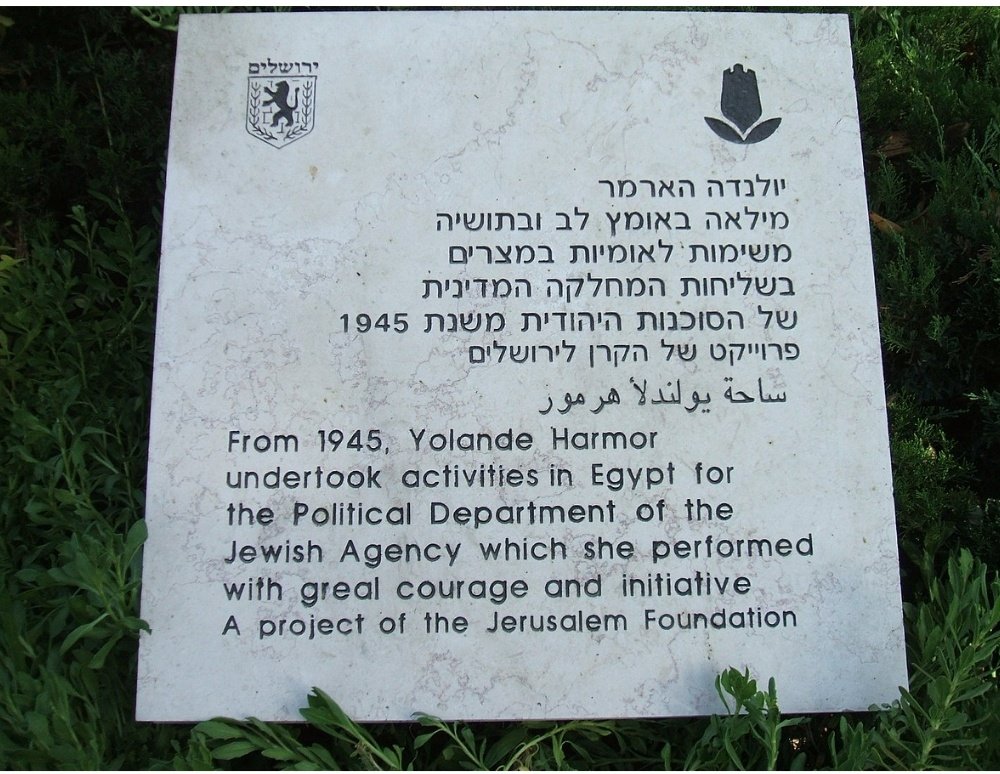 ירושלים
יולנדה הארמר
מילאה באומץ לב ובתושיה
משימות לאומיות במצרים
בשליחות המחלקה המדינית
של הסוכנות היהודית משנת 1945
פרוייקט של הקרן לירושלים
ساحة يولندلأ هرمور
From 1945, Yolande Harmor
undertook activities in Egypt for
the Political Department of the
Jewish Agency which she performed
with greal courage and initiative
A project of the Jerusalem Foundation